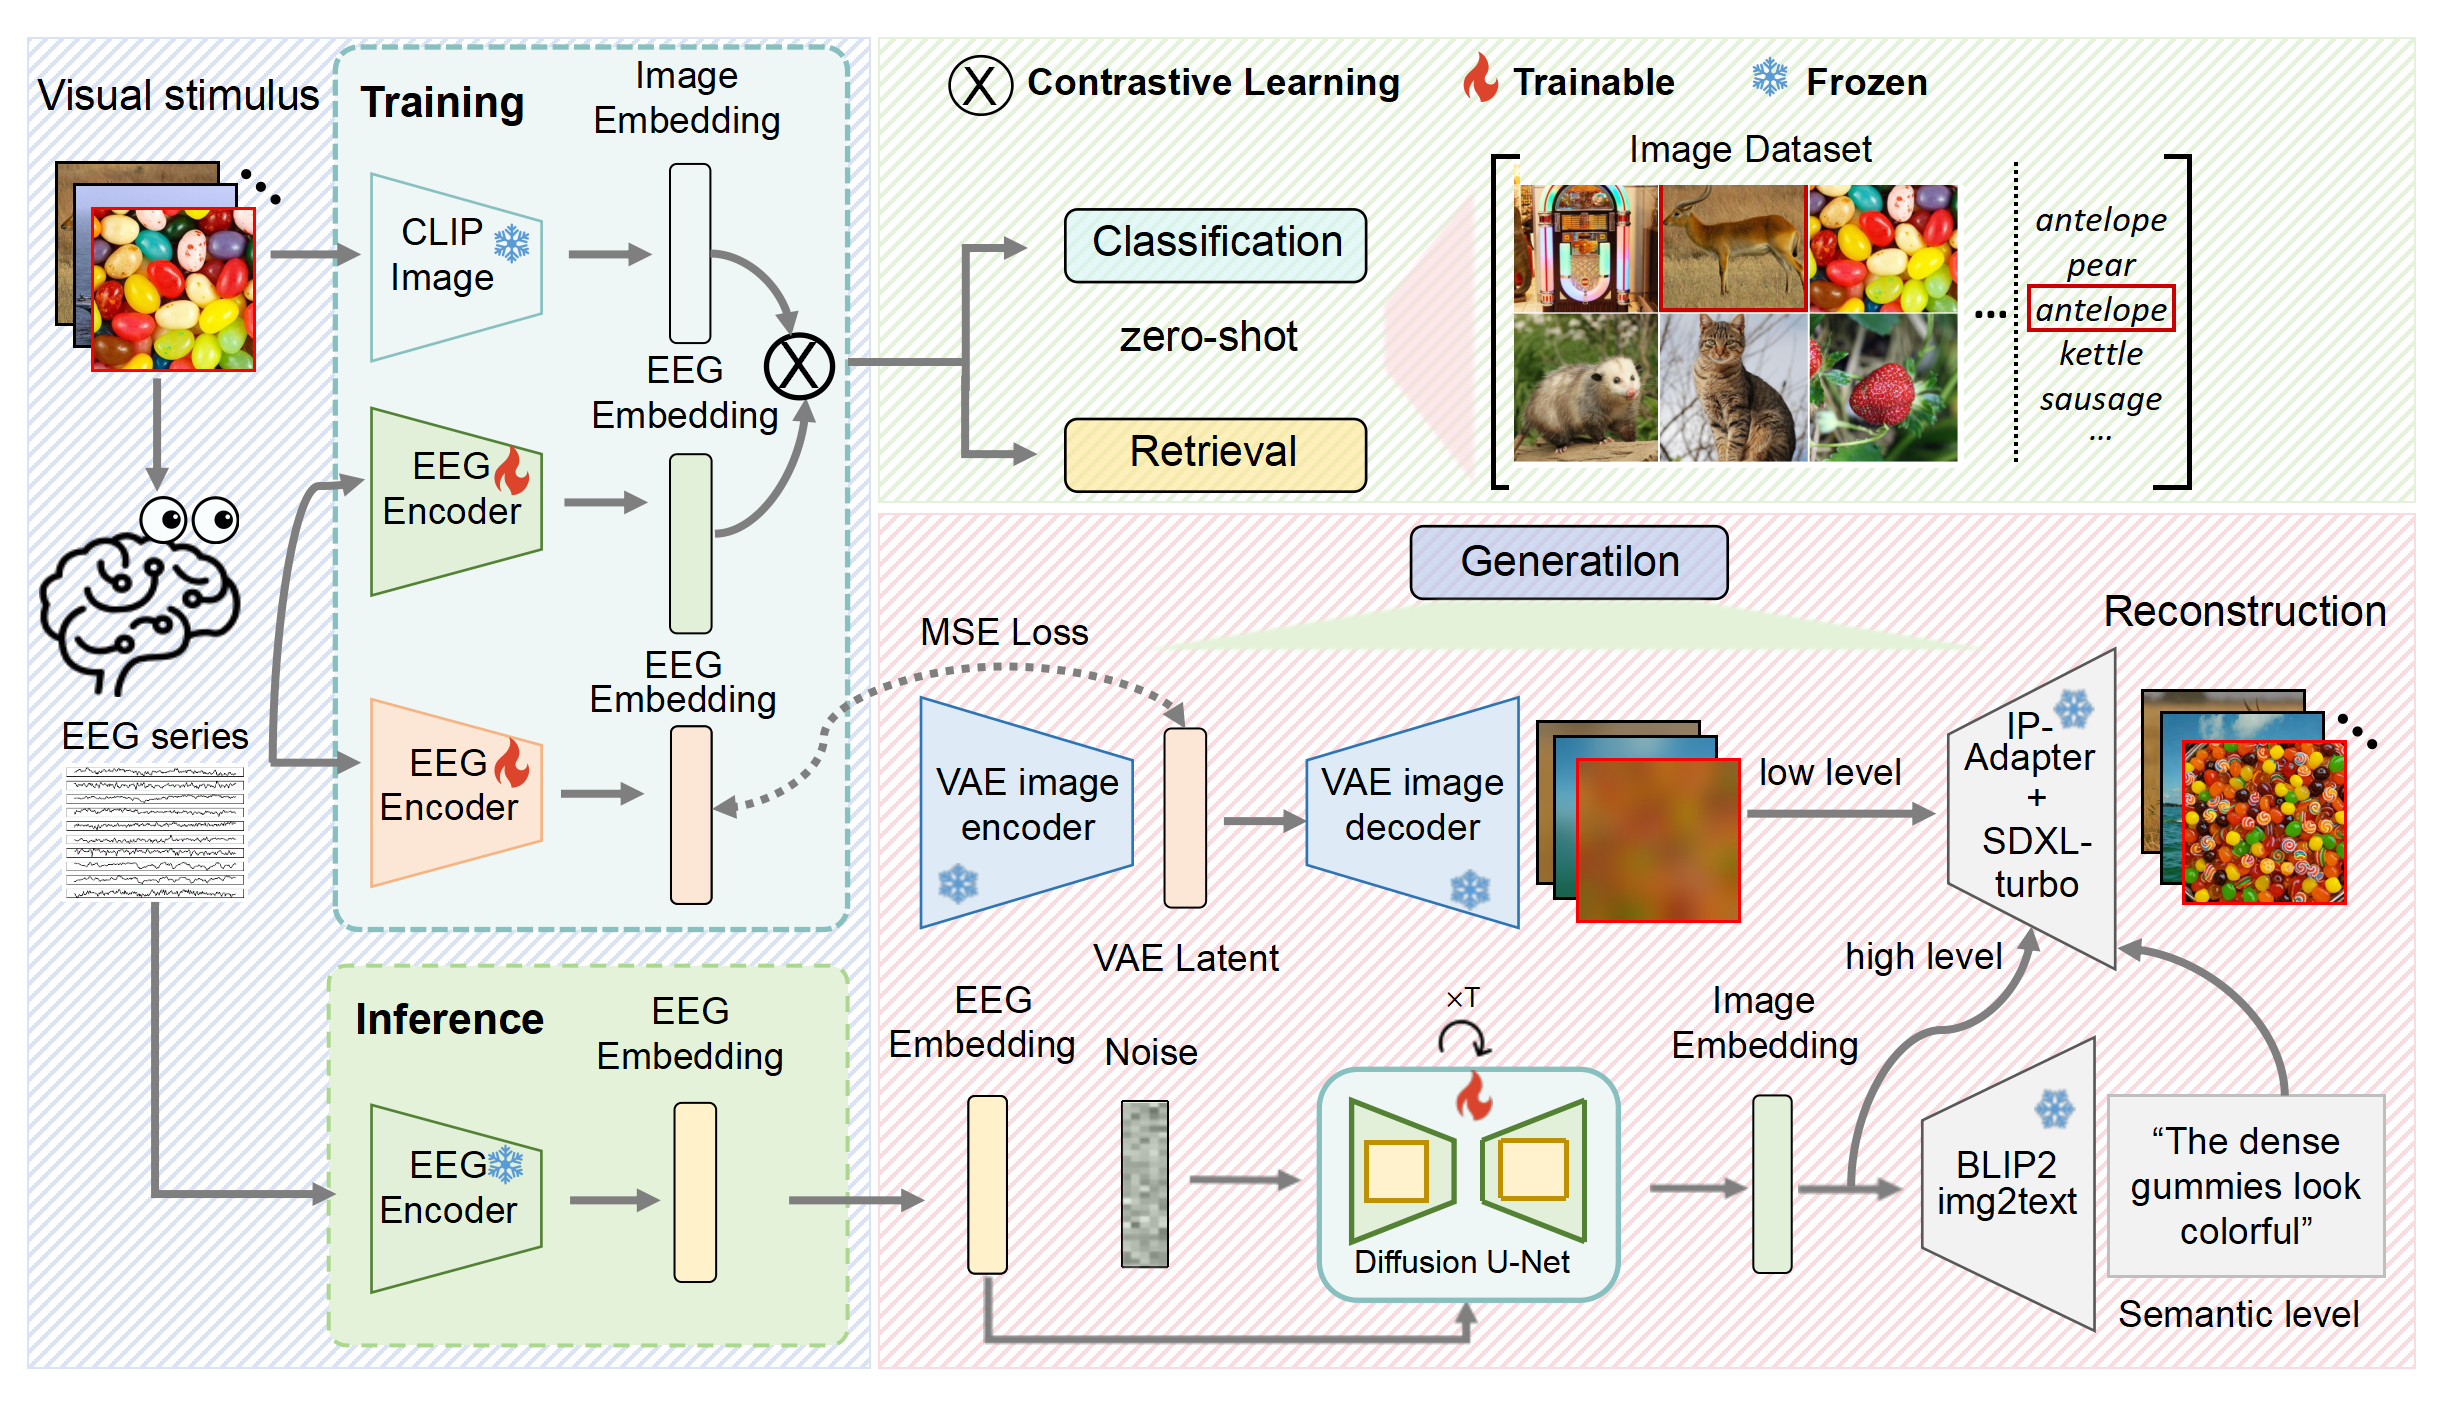 Visual stimulus
EEG series
Training
Image
Embedding
CLIP
Image
EEG
Embedding
X
EEG
Encoder
EEG
Embedding
EEG
Encoder
Inference
EEG
Embedding
EEG
Encoder
X Contrastive Learning
Trainable
Frozen
Classification
zero-shot
Retrieval
Image Dataset
...
antelope
pear
antelope
kettle
sausage
...
Generatilon
MSE Loss
VAE image
encoder
VAE Latent
VAE image
decoder
low level
IP-
Adapter
+
SDXL-
turbo
Reconstruction
high level
EEG
Embedding
Noise
×T
Diffusion U-Net
Image
Embedding
BLIP2
img2text
“The dense
gummies look
colorful”
Semantic level